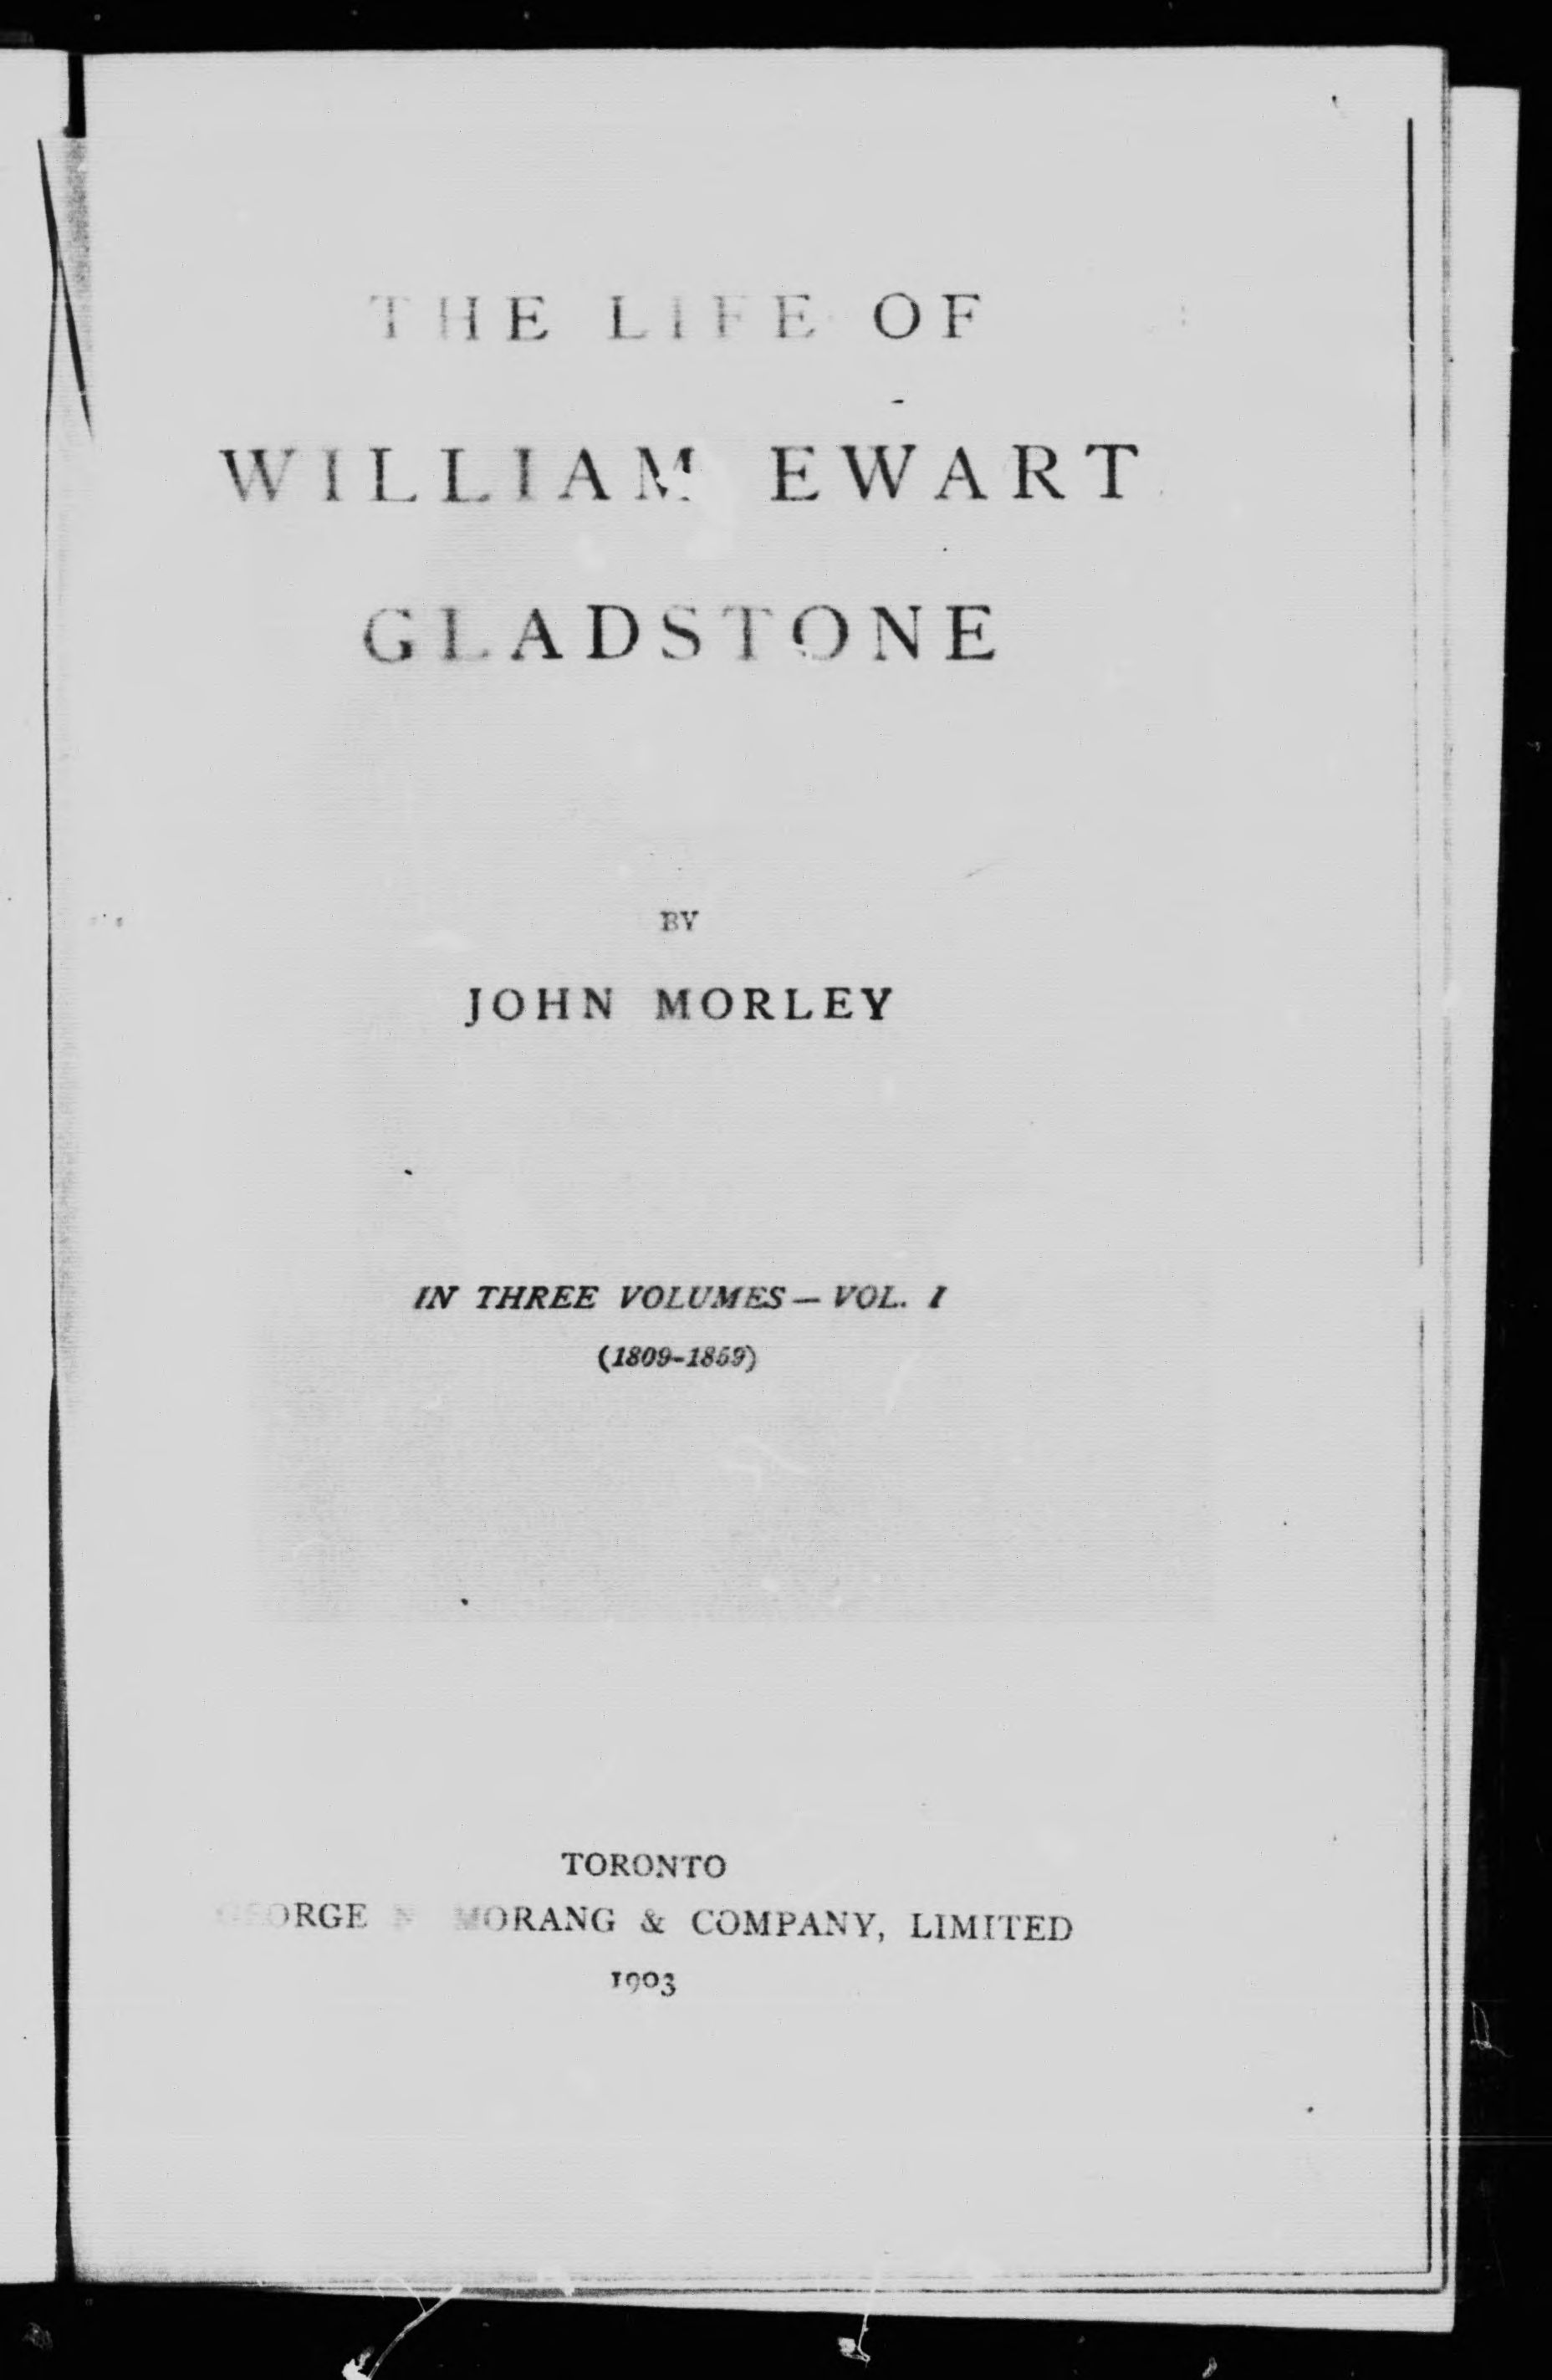 THE LIFE OF
WILLIAM EWART
GLADSTONE
BY
JOHN MORLEY
IN THREE VOLUMES — VOL. I
(1809-1859)
TORONTO
GEORGE N MORANG & COMPANY, LIMITED
1903